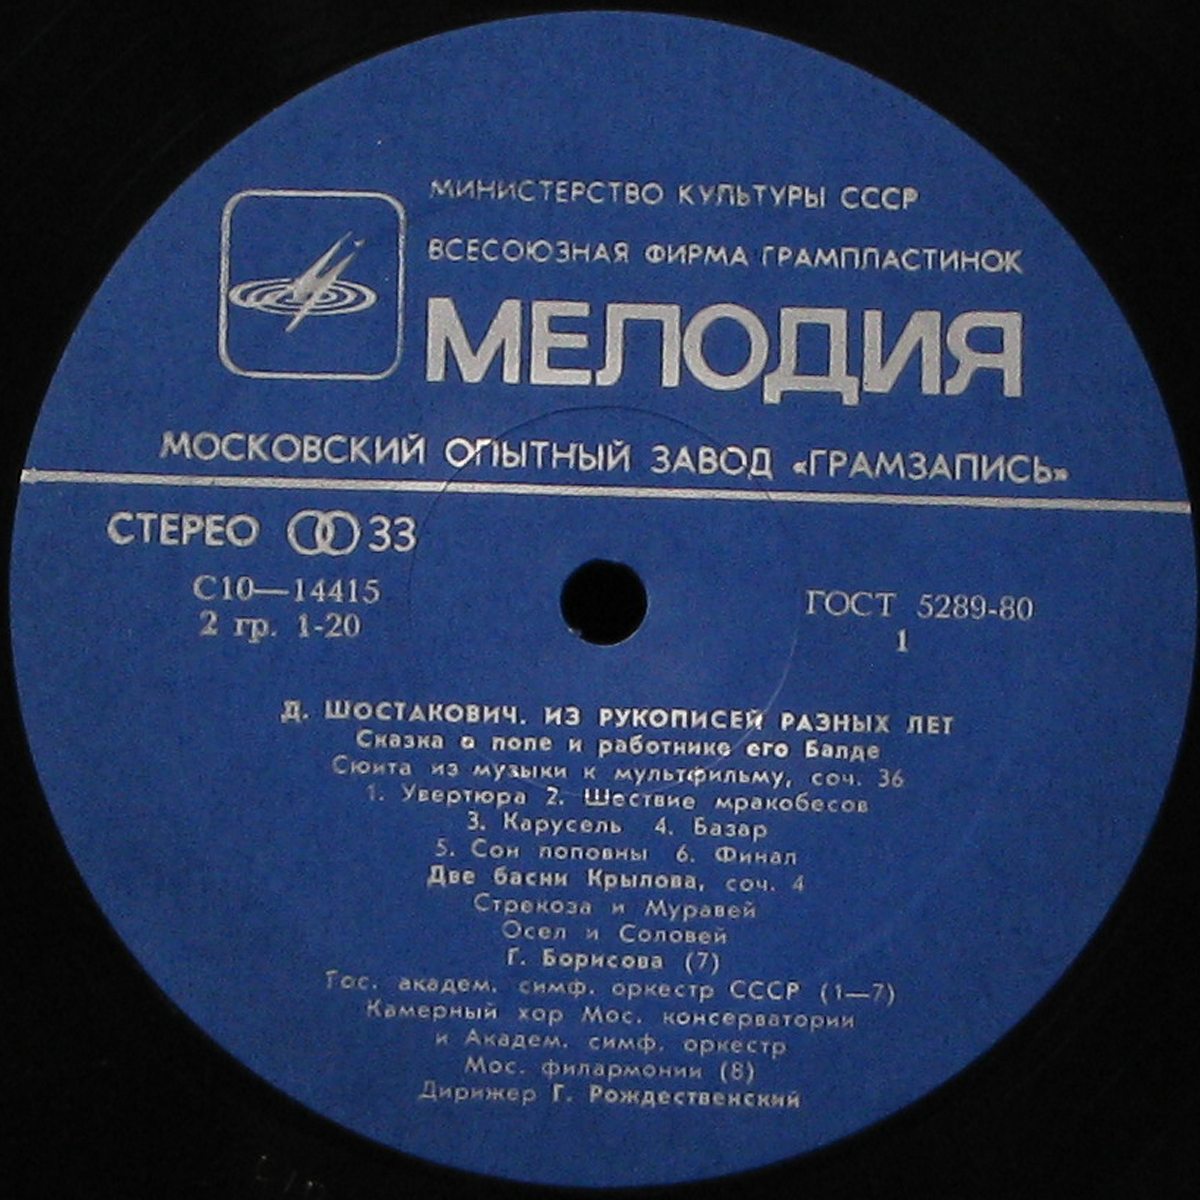 МИНИСТЕРСТВО КУЛЬТУРЫ СССР
ВСЕСОЮЗНАЯ ФИРМА ГРАМПЛАСТИНОК
МЕЛОДИЯ
МОСКОВСКИЙ ОПЫТНЫЙ ЗАВОД «ГРАМЗАПИСЬ»
СТЕРЕО 33
С10—14415
2 гр. 1-20
ГОСТ 5289-80
1
Д. ШОСТАКОВИЧ. ИЗ РУКОПИСЕЙ РАЗНЫХ ЛЕТ
Сказка о попе и работнике его Балде
Сюита из музыки к мультфильму, соч. 36
1. Увертюра 2. Шествие мракобесов
3. Карусель 4. Базар
5. Сон поповны 6. Финал
Две басни Крылова, соч. 4
Стрекоза и Муравей
Осел и Соловей
Г. Борисова (7)
Гос. академ. симф. оркестр СССР (1—7)
Камерный хор Мос. консерватории
и Академ. симф. оркестр
Мос. филармонии (8)
Дирижер Г. Рождественский